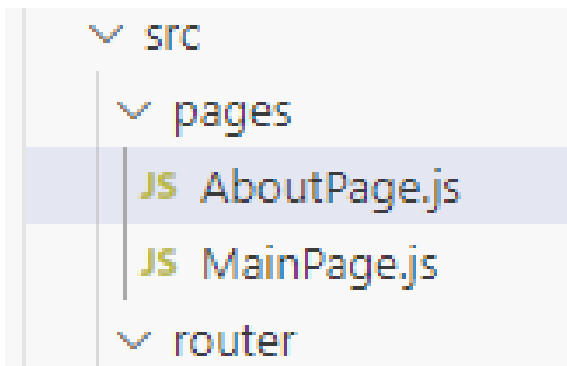 src
pages
JS AboutPage.js
JS MainPage.js
router